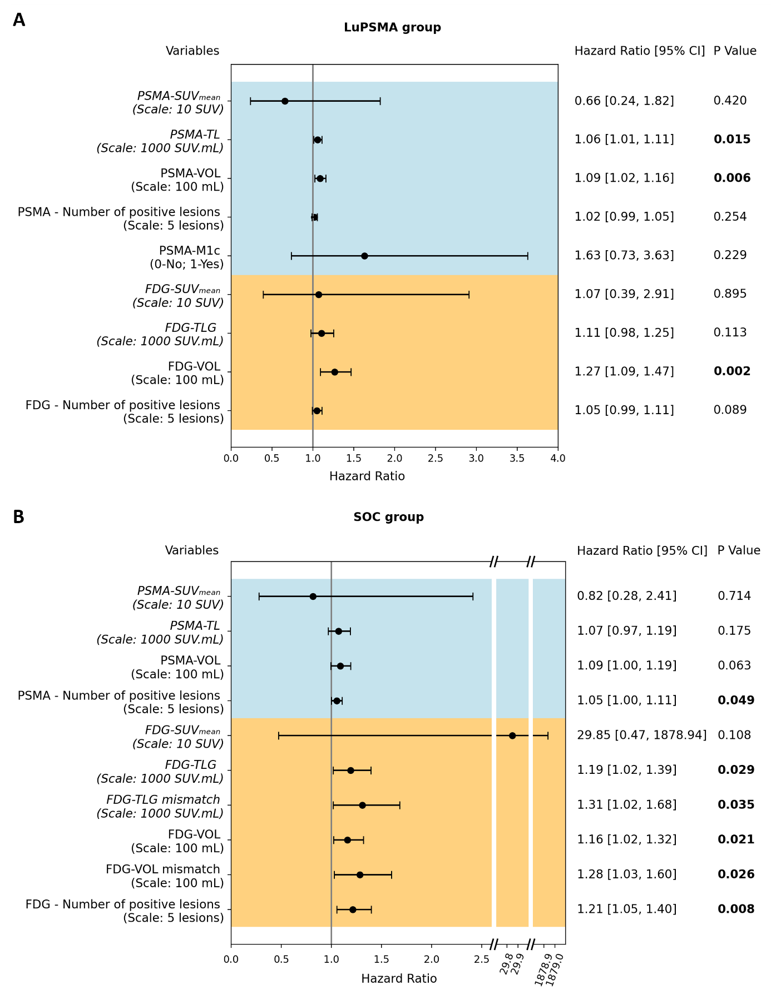 A
LuPSMA group
Variables Hazard Ratio [95% CI] P Value
PSMA-SUVmean
(Scale: 10 SUV) 0.66 [0.24, 1.82] 0.420
PSMA-TL
(Scale: 1000 SUV.mL) 1.06 [1.01, 1.11] 0.015
PSMA-VOL
(Scale: 100 mL) 1.09 [1.02, 1.16] 0.006
PSMA - Number of positive lesions
(Scale: 5 lesions) 1.02 [0.99, 1.05] 0.254
PSMA-M1c
(0-No; 1-Yes) 1.63 [0.73, 3.63] 0.229
FDG-SUVmean
(Scale: 10 SUV) 1.07 [0.39, 2.91] 0.895
FDG-TLG
(Scale: 1000 SUV.mL) 1.11 [0.98, 1.25] 0.113
FDG-VOL
(Scale: 100 mL) 1.27 [1.09, 1.47] 0.002
FDG - Number of positive lesions
(Scale: 5 lesions) 1.05 [0.99, 1.11] 0.089
0.0 0.5 1.0 1.5 2.0 2.5 3.0 3.5 4.0
Hazard Ratio
B
SOC group
Variables Hazard Ratio [95% CI] P Value
PSMA-SUVmean
(Scale: 10 SUV) 0.82 [0.28, 2.41] 0.714
PSMA-TL
(Scale: 1000 SUV.mL) 1.07 [0.97, 1.19] 0.175
PSMA-VOL
(Scale: 100 mL) 1.09 [1.00, 1.19] 0.063
PSMA - Number of positive lesions
(Scale: 5 lesions) 1.05 [1.00, 1.11] 0.049
FDG-SUVmean
(Scale: 10 SUV) 29.85 [0.47, 1878.94] 0.108
FDG-TLG
(Scale: 1000 SUV.mL) 1.19 [1.02, 1.39] 0.029
FDG-TLG mismatch
(Scale: 1000 SUV.mL) 1.31 [1.02, 1.68] 0.035
FDG-VOL
(Scale: 100 mL) 1.16 [1.02, 1.32] 0.021
FDG-VOL mismatch
(Scale: 100 mL) 1.28 [1.03, 1.60] 0.026
FDG - Number of positive lesions
(Scale: 5 lesions) 1.21 [1.05, 1.40] 0.008
0.0 0.5 1.0 1.5 2.0 2.5 29.8 29.9 1878.9 1879.0
Hazard Ratio